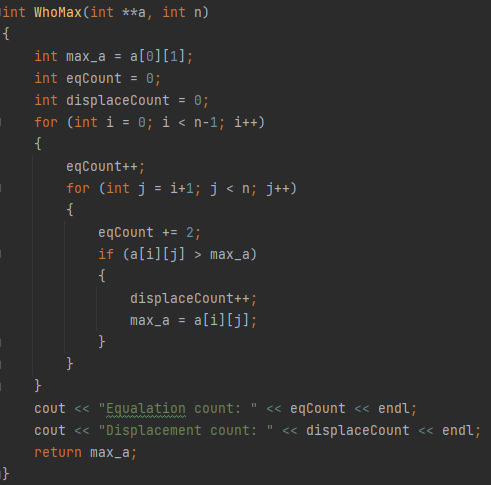 int WhoMax(int **a, int n)
{
    int max_a = a[0][1];
    int eqCount = 0;
    int displaceCount = 0;
    for (int i = 0; i < n-1; i++)
    {
        eqCount++;
        for (int j = i+1; j < n; j++)
        {
            eqCount += 2;
            if (a[i][j] > max_a)
            {
                displaceCount++;
                max_a = a[i][j];
            }
        }
    }
    cout << "Equalation count: " << eqCount << endl;
    cout << "Displacement count: " << displaceCount << endl;
    return max_a;
}